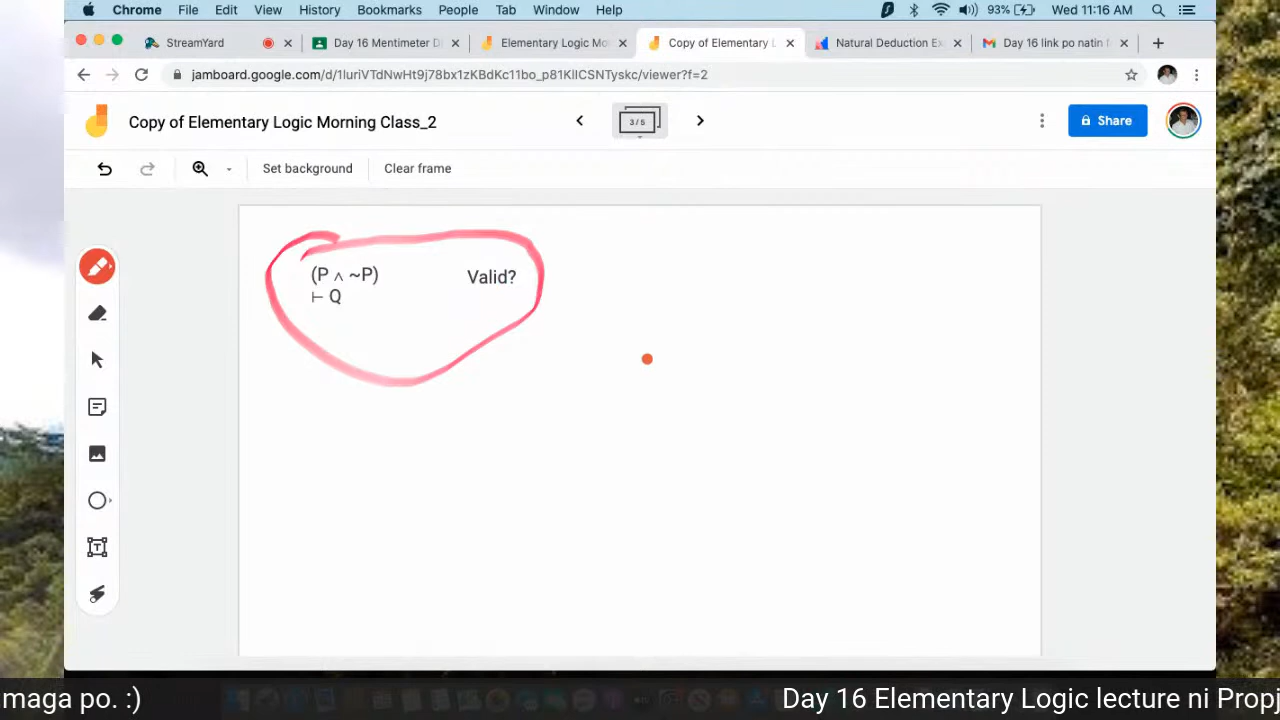 Chrome File Edit View History Bookmarks People Tab Window Help 93% Wed 11:16 AM
StreamYard Day 16 Mentimeter D Elementary Logic Mo Copy of Elementary L Natural Deduction Ex Day 16 link po natin
jamboard.google.com/d/1luriVTdNwHt9j78bx1zKBdKc11bo_p81KlICSNTyskc/viewer?f=2
Copy of Elementary Logic Morning Class_2
3 / 5
Share
Set background Clear frame
(P ∧ ~P) Valid?
⊢ Q
maga po. :) Day 16 Elementary Logic lecture ni Propj